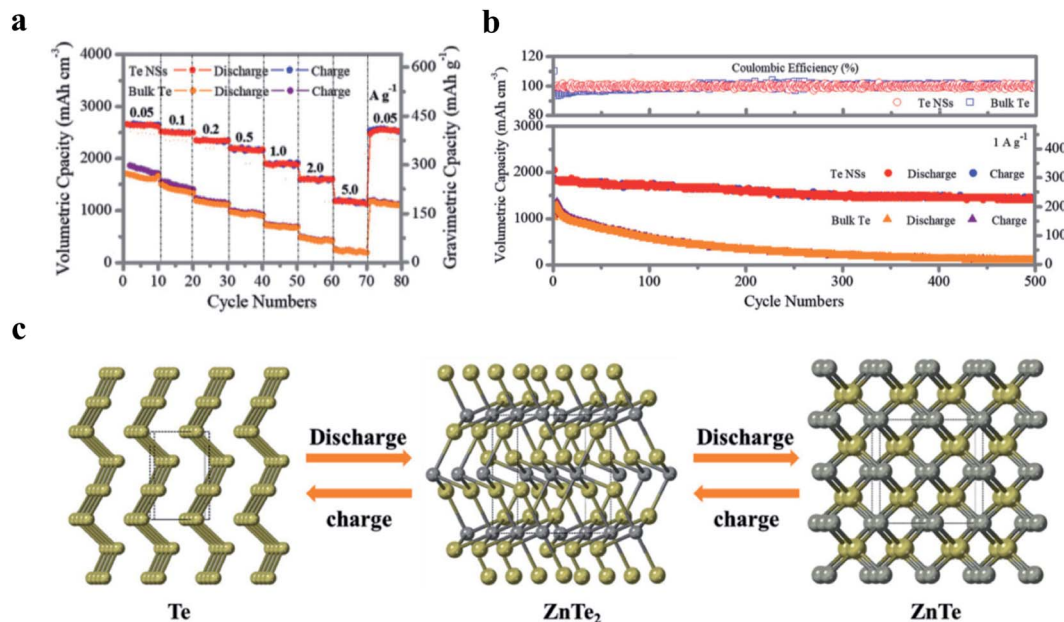 a
Volumetric Cpacity (mAh cm⁻³)
4000
3000
2000
1000
0
Te NSs Discharge Charge
Bulk Te Discharge Charge
A g⁻¹
0.05
0.1
0.2
0.5
1.0
2.0
5.0
0.05
600
450
300
150
0
Gravimetric Cpacity (mAh g⁻¹)
0 10 20 30 40 50 60 70 80
Cycle Numbers
b
120
100
80
Coulombic Efficiency (%)
Te NSs Bulk Te
Volumetric Capacity (mAh cm⁻³)
3000
2000
1000
0
1 A g⁻¹
Te NSs Discharge Charge
Bulk Te Discharge Charge
400
300
200
100
0
0 100 200 300 400 500
Cycle Numbers
c
Discharge
charge
Discharge
charge
Te
ZnTe₂
ZnTe